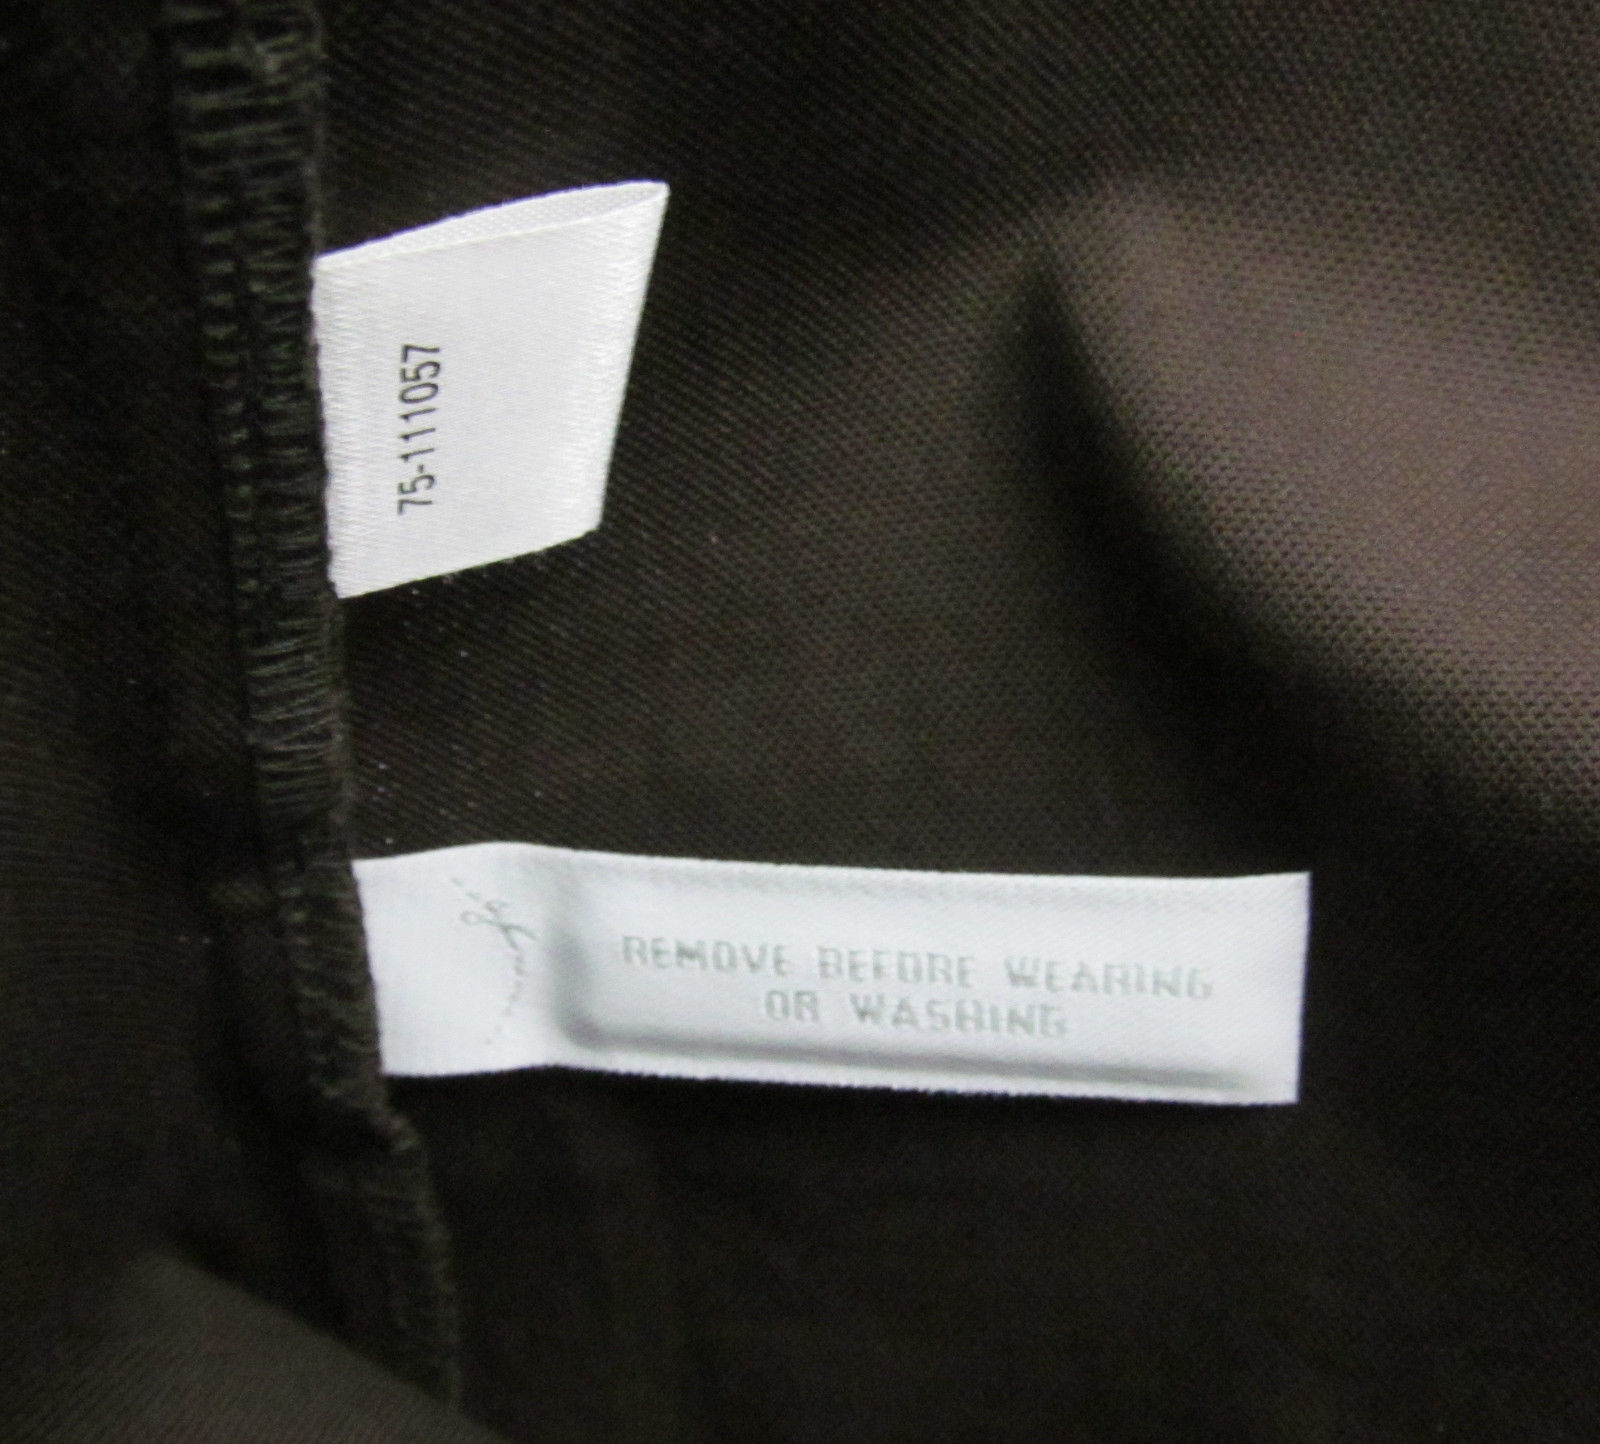 75-111057
REMOVE BEFORE WEARING
OR WASHING